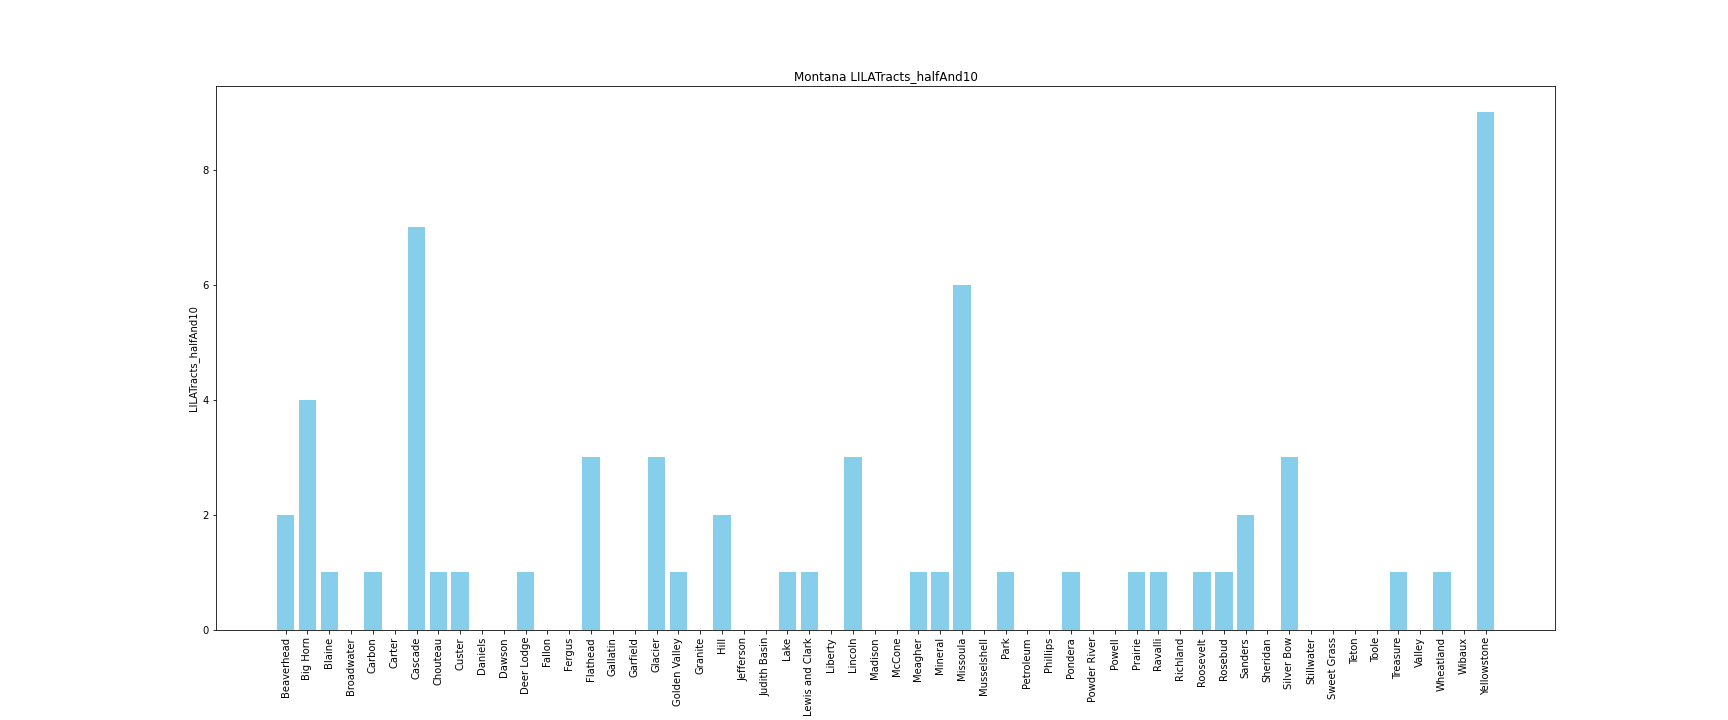 Montana LILATracts_halfAnd10
LILATracts_halfAnd10
8
6
4
2
0
Beaverhead
Big Horn
Blaine
Broadwater
Carbon
Carter
Cascade
Chouteau
Custer
Daniels
Dawson
Deer Lodge
Fallon
Fergus
Flathead
Gallatin
Garfield
Glacier
Golden Valley
Granite
Hill
Jefferson
Judith Basin
Lake
Lewis and Clark
Liberty
Lincoln
Madison
McCone
Meagher
Mineral
Missoula
Musselshell
Park
Petroleum
Phillips
Pondera
Powder River
Powell
Prairie
Ravalli
Richland
Roosevelt
Rosebud
Sanders
Sheridan
Silver Bow
Stillwater
Sweet Grass
Teton
Toole
Treasure
Valley
Wheatland
Wibaux
Yellowstone